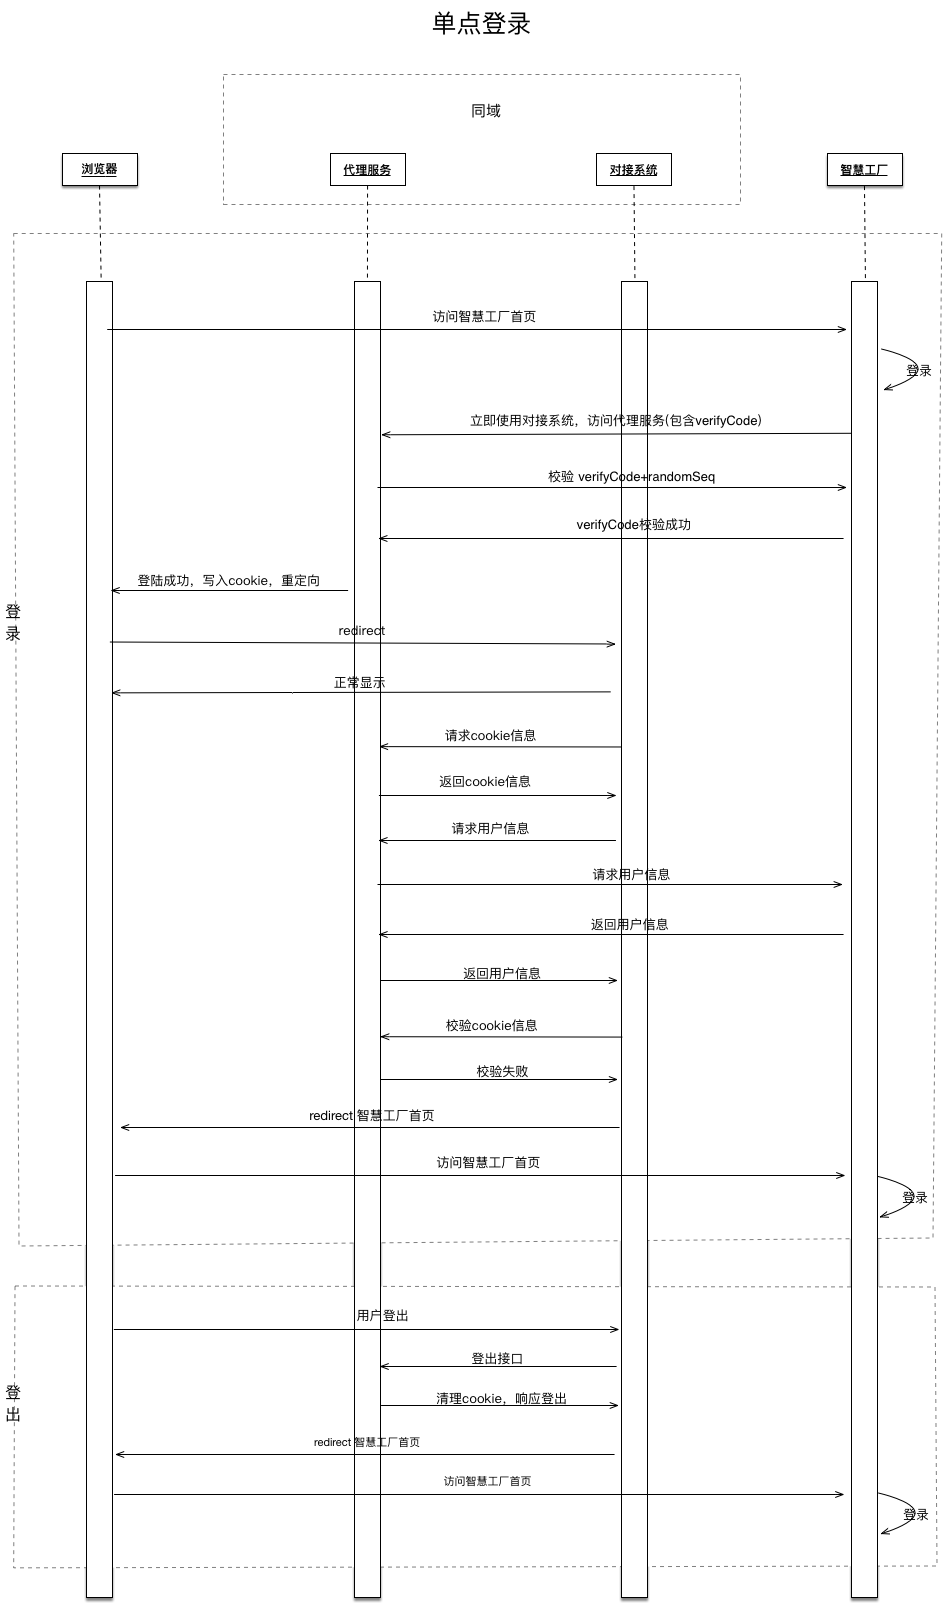 单点登录
同域
浏览器
代理服务
对接系统
智慧工厂
访问智慧工厂首页
登录
立即使用对接系统，访问代理服务(包含verifyCode)
校验 verifyCode+randomSeq
verifyCode校验成功
登陆成功，写入cookie，重定向
登
录
redirect
正常显示
请求cookie信息
返回cookie信息
请求用户信息
请求用户信息
返回用户信息
返回用户信息
校验cookie信息
校验失败
redirect 智慧工厂首页
访问智慧工厂首页
登录
用户登出
登出接口
登
出
清理cookie，响应登出
redirect 智慧工厂首页
访问智慧工厂首页
登录